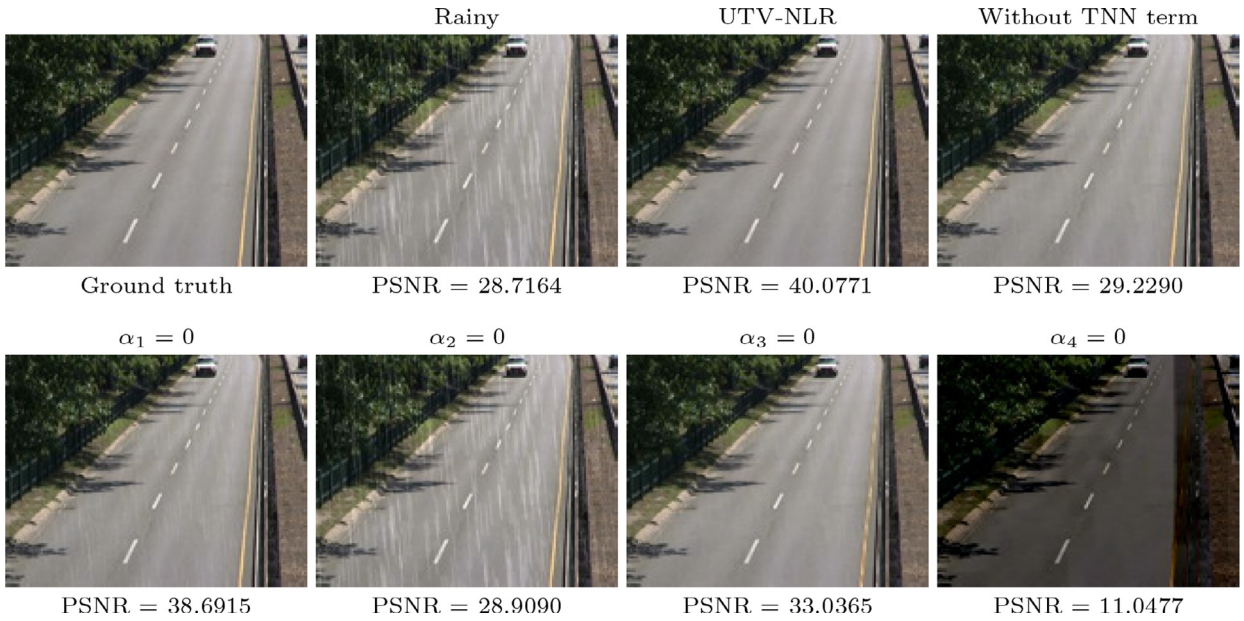 Rainy UTV-NLR Without TNN term
Ground truth PSNR = 28.7164 PSNR = 40.0771 PSNR = 29.2290
α₁ = 0 α₂ = 0 α₃ = 0 α₄ = 0
PSNR = 38.6915 PSNR = 28.9090 PSNR = 33.0365 PSNR = 11.0477